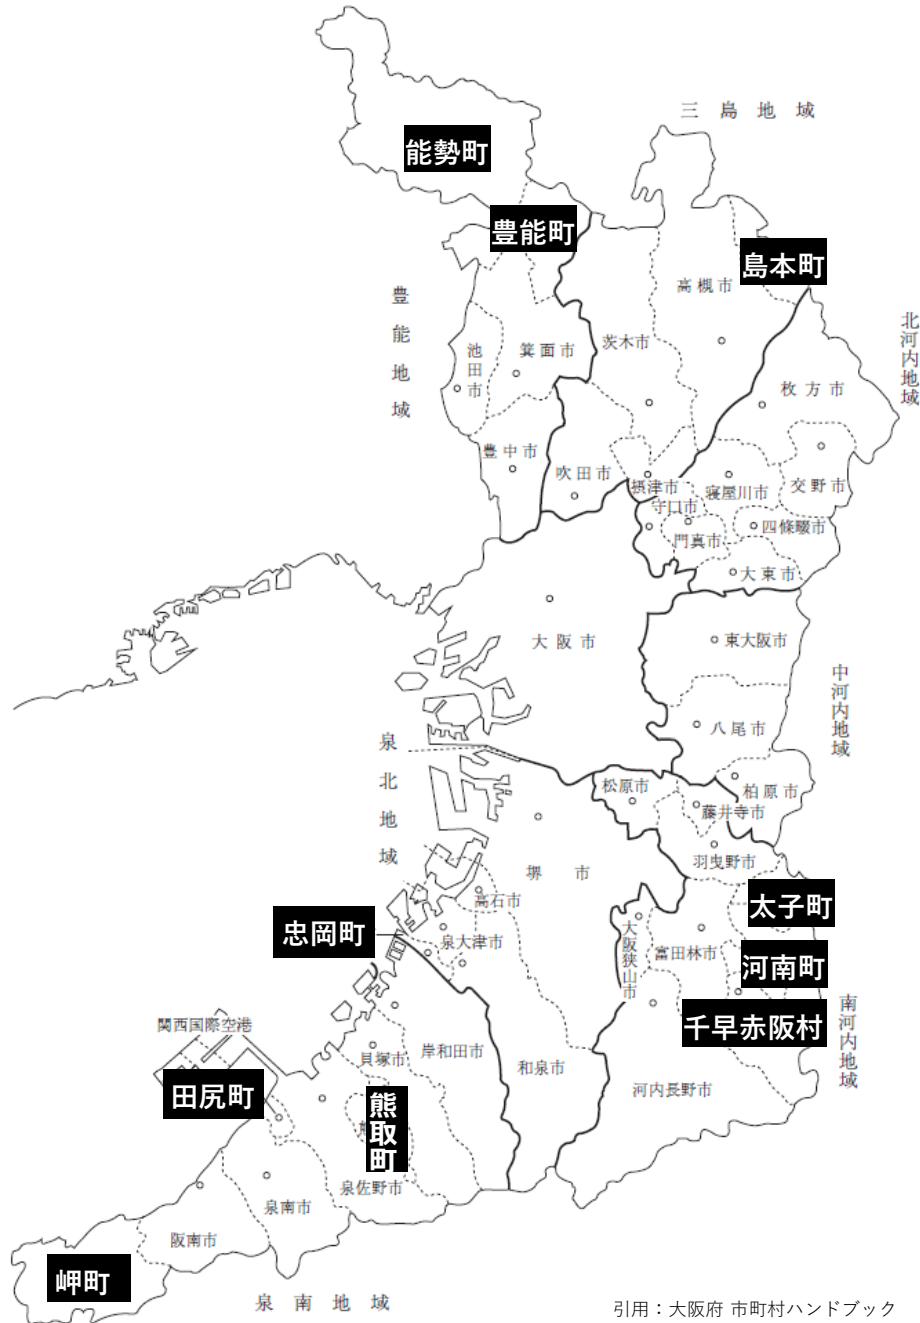 三島地域
能勢町
豊能町
島本町
高槻市
豊能地域
北河内地域
茨木市
箕面市
池田市
枚方市
豊中市
吹田市
摂津市
寝屋川市
交野市
守口市
四條畷市
門真市
大東市
大阪市
東大阪市
中河内地域
八尾市
泉北地域
松原市
柏原市
藤井寺市
羽曳野市
堺市
高石市
太子町
忠岡町
泉大津市
大阪狭山市
富田林市
河南町
南河内地域
千早赤阪村
関西国際空港
岸和田市
貝塚市
和泉市
河内長野市
田尻町
熊取町
泉佐野市
泉南市
阪南市
岬町
泉南地域
引用：大阪府 市町村ハンドブック